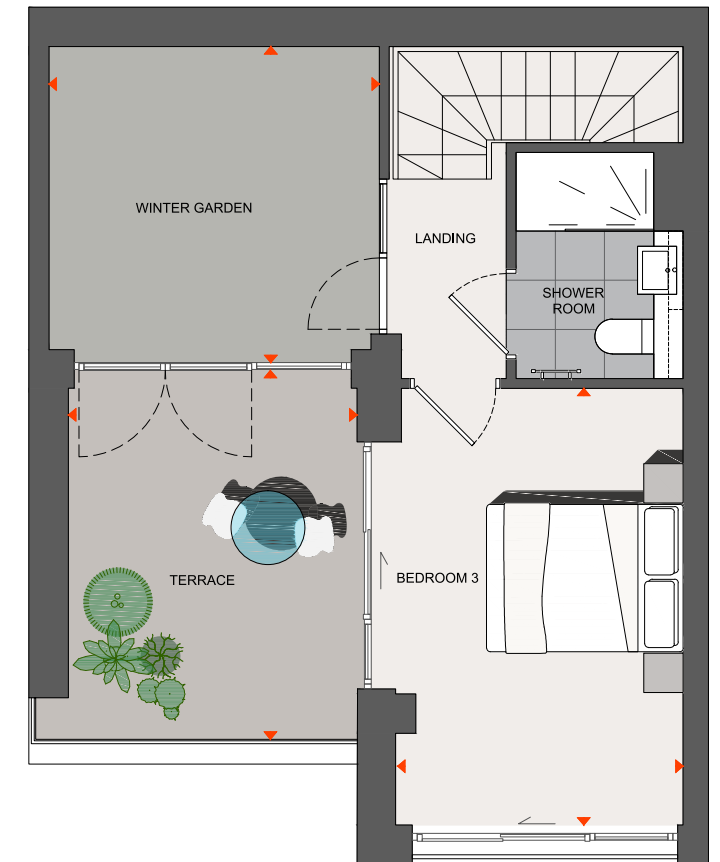 WINTER GARDEN
LANDING
SHOWER
ROOM
TERRACE
BEDROOM 3